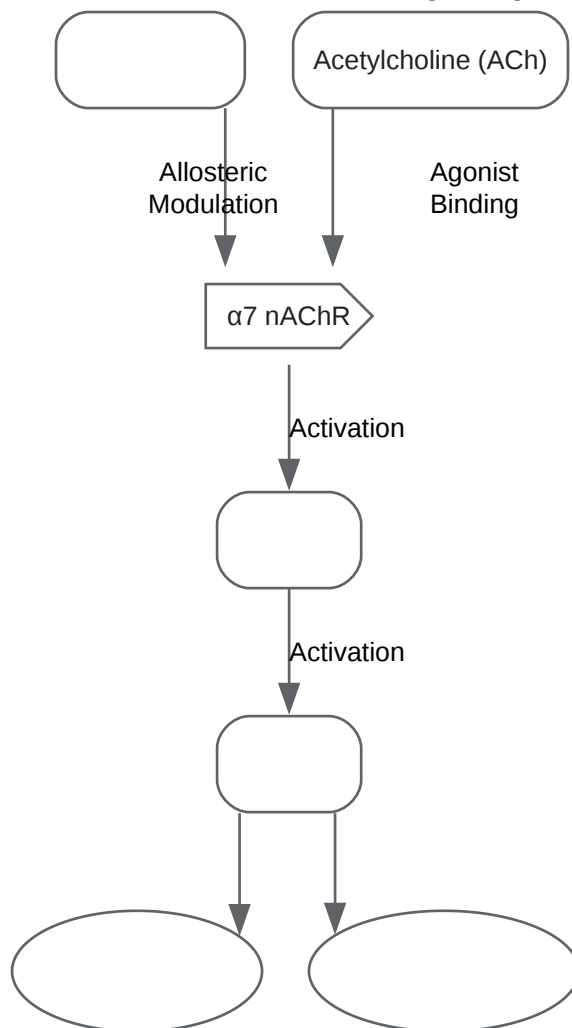 Acetylcholine (ACh)
Allosteric
Modulation
Agonist
Binding
α7 nAChR
Activation
Activation